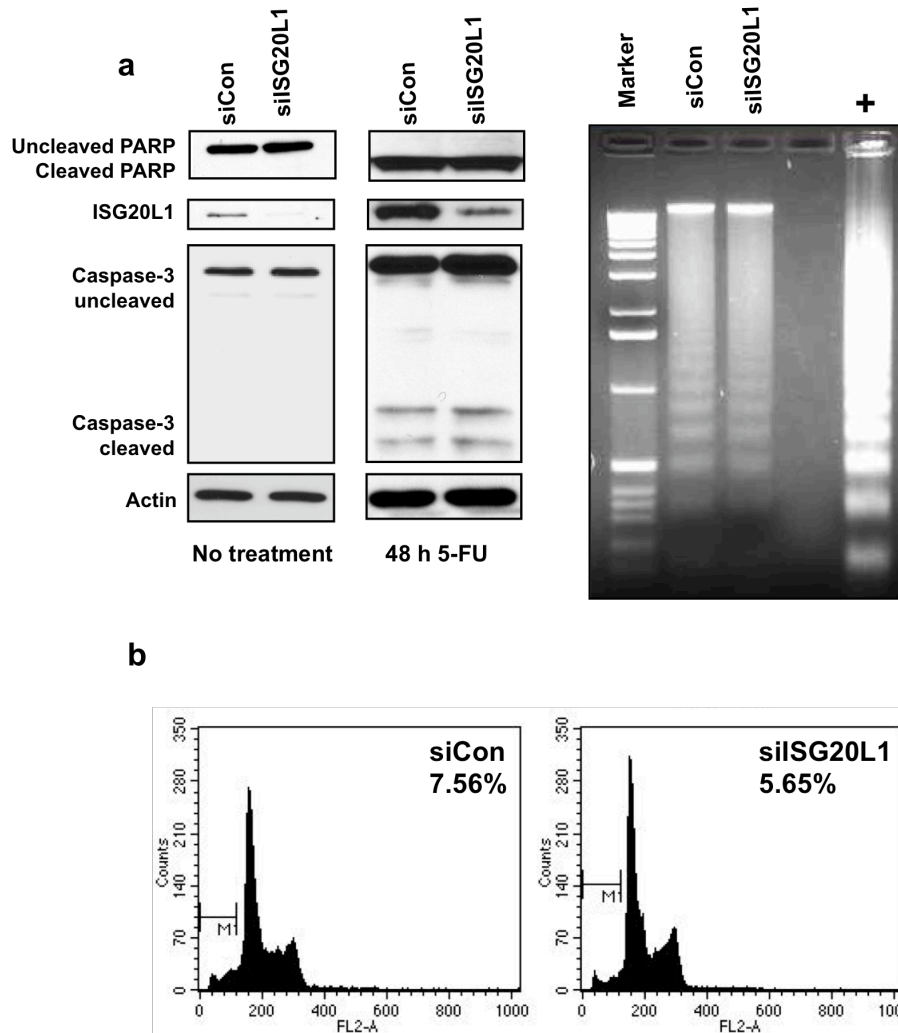 a
siCon
siISG20L1
siCon
siISG20L1
Marker
siCon
siISG20L1
+
Uncleaved PARP
Cleaved PARP
ISG20L1
Caspase-3
uncleaved
Caspase-3
cleaved
Actin
No treatment
48 h 5-FU
b
siCon
7.56%
Counts
350
280
210
140
70
0
M1
0 200 400 600 800 1000
FL2-A
siISG20L1
5.65%
Counts
350
280
210
140
70
0
M1
0 200 400 600 800 1000
FL2-A